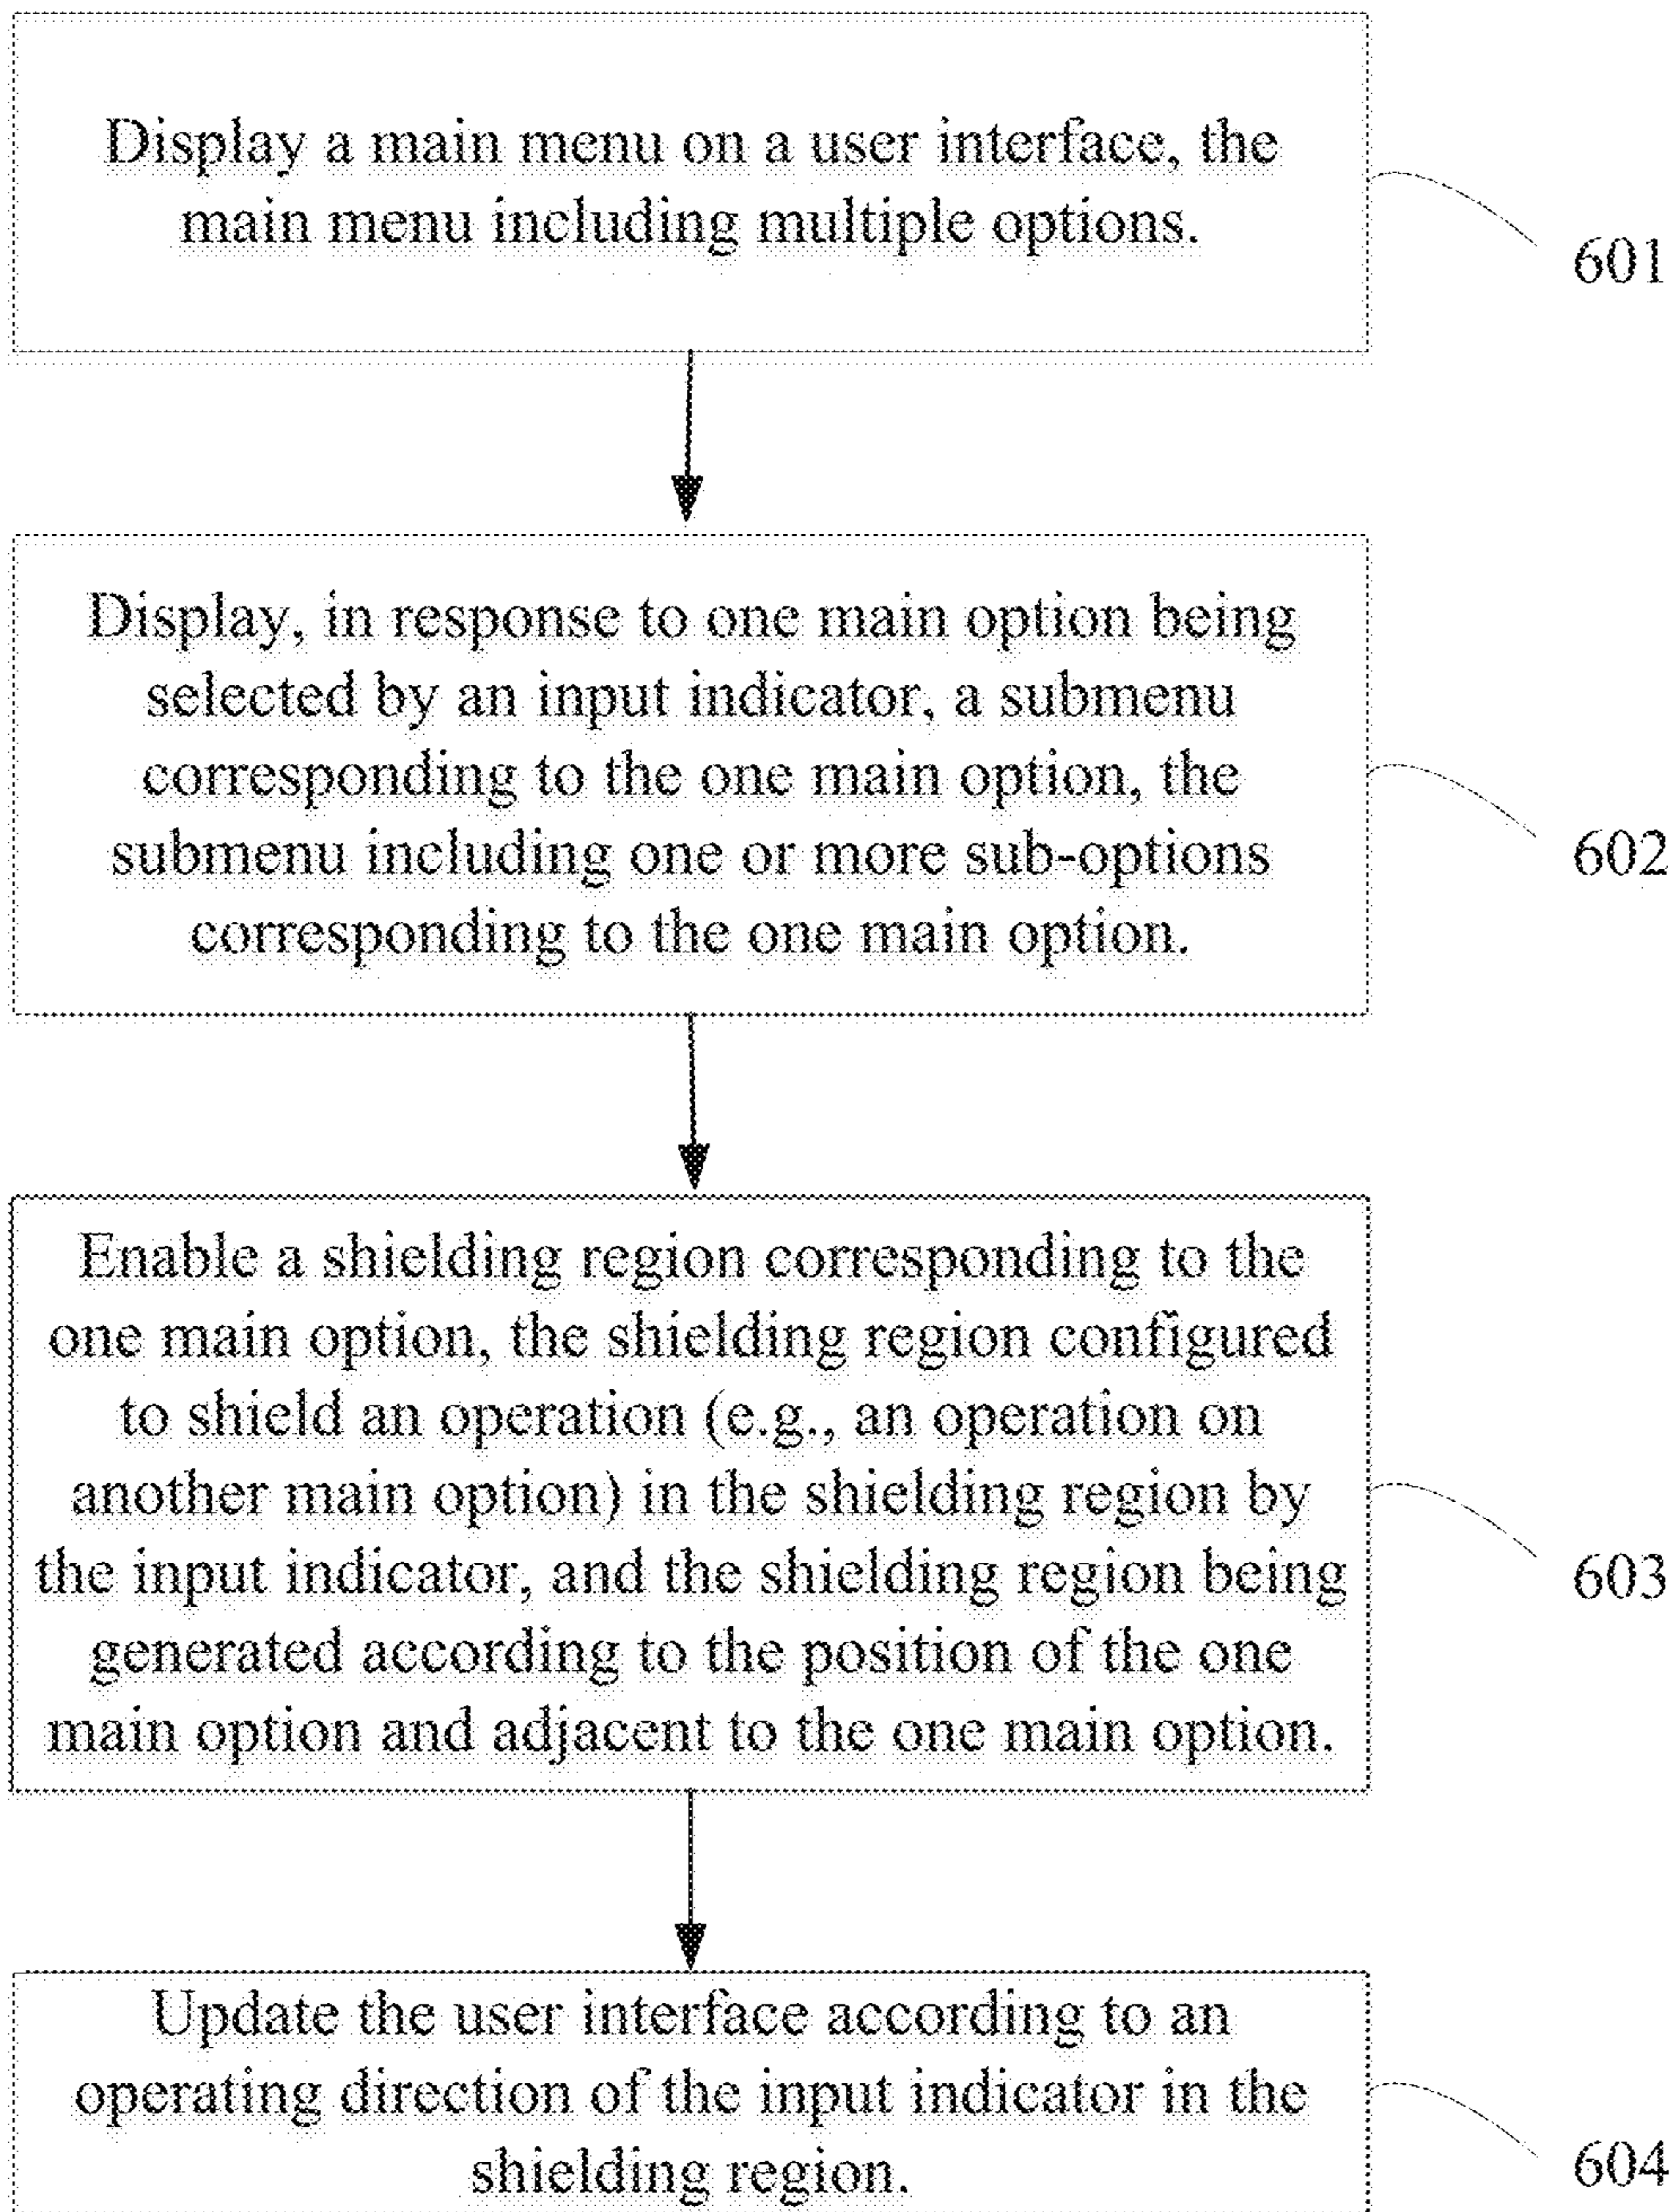 Display a main menu on a user interface, the
main menu including multiple options.
601
Display, in response to one main option being
selected by an input indicator, a submenu
corresponding to the one main option, the
submenu including one or more sub-options
corresponding to the one main option.
602
Enable a shielding region corresponding to the
one main option, the shielding region configured
to shield an operation (e.g., an operation on
another main option) in the shielding region by
the input indicator, and the shielding region being
generated according to the position of the one
main option and adjacent to the one main option.
603
Update the user interface according to an
operating direction of the input indicator in the
shielding region.
604